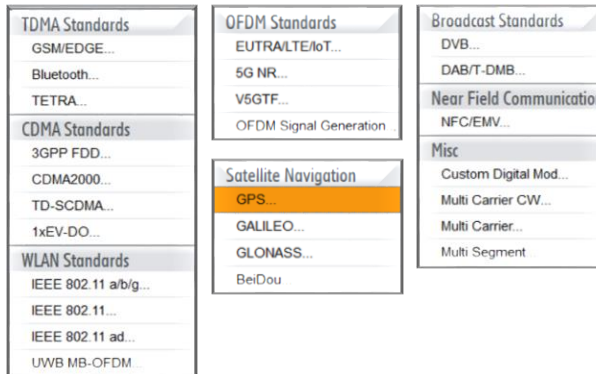 TDMA Standards
GSM/EDGE...
Bluetooth...
TETRA...
CDMA Standards
3GPP FDD...
CDMA2000...
TD-SCDMA...
1xEV-DO...
WLAN Standards
IEEE 802.11 a/b/g...
IEEE 802.11...
IEEE 802.11 ad...
UWB MB-OFDM...
OFDM Standards
EUTRA/LTE/IoT...
5G NR...
V5GTF...
OFDM Signal Generation...
Satellite Navigation
GPS...
GALILEO...
GLONASS...
BeiDou
Broadcast Standards
DVB...
DAB/T-DMB...
Near Field Communication
NFC/EMV...
Misc
Custom Digital Mod...
Multi Carrier CW...
Multi Carrier...
Multi Segment